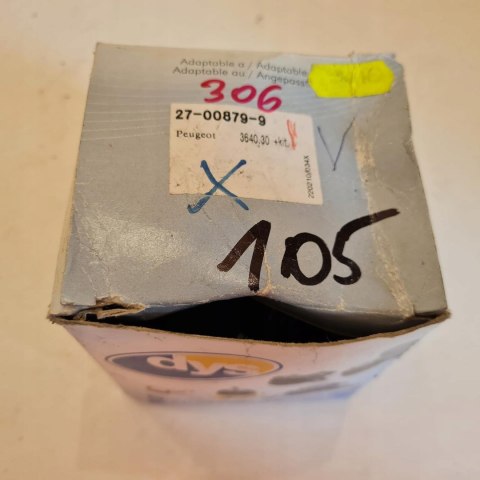 Adaptable a / Adaptable
Adaptable au / Angepasst
306
27-00879-9
Peugeot 3640,30 +kit.
X V
105
dys